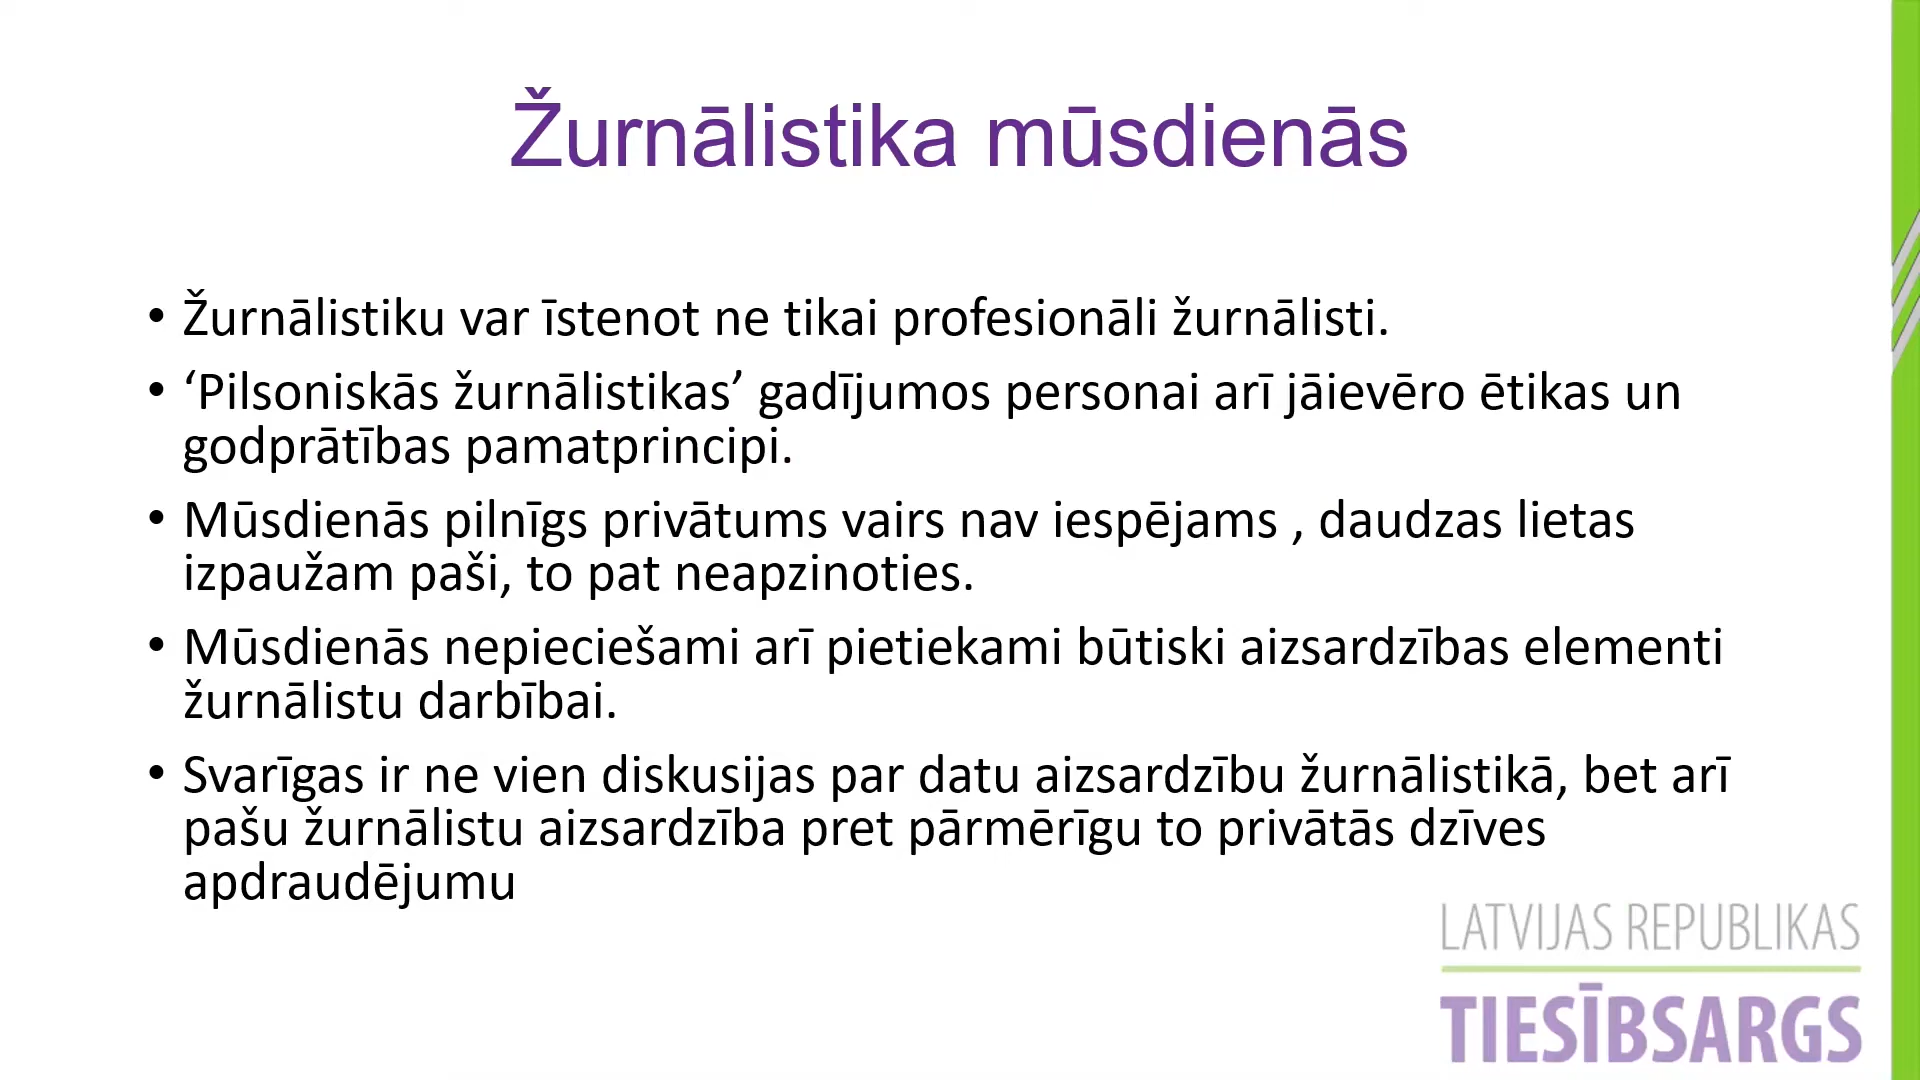 Žurnālistika mūsdienās
• Žurnālistiku var īstenot ne tikai profesionāli žurnālisti.
• ‘Pilsoniskās žurnālistikas’ gadījumos personai arī jāievēro ētikas un
godprātības pamatprincipi.
• Mūsdienās pilnīgs privātums vairs nav iespējams , daudzas lietas
izpaužam paši, to pat neapzinoties.
• Mūsdienās nepieciešami arī pietiekami būtiski aizsardzības elementi
žurnālistu darbībai.
• Svarīgas ir ne vien diskusijas par datu aizsardzību žurnālistikā, bet arī
pašu žurnālistu aizsardzība pret pārmērīgu to privātās dzīves
apdraudējumu
LATVIJAS REPUBLIKAS
TIESĪBSARGS